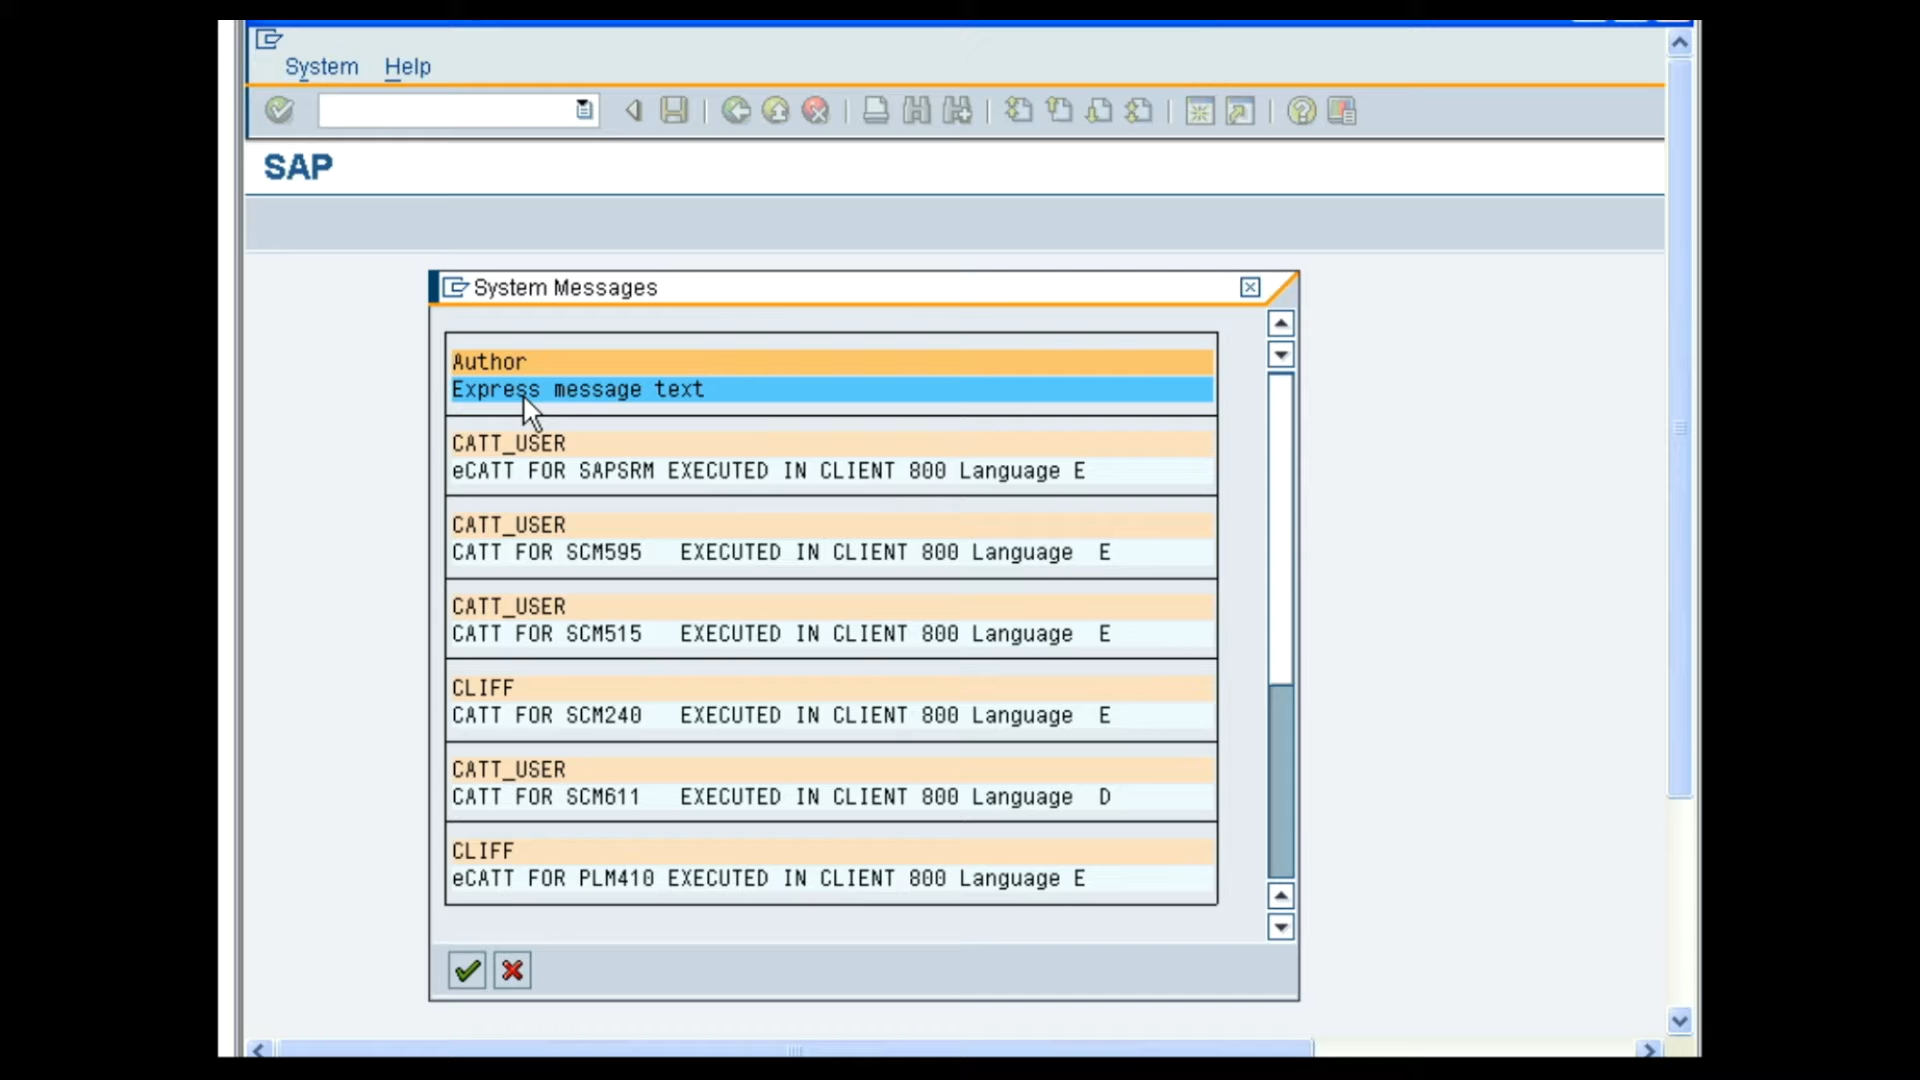 System Help
SAP
System Messages
Author
Express message text
CATT_USER
eCATT FOR SAPSRM EXECUTED IN CLIENT 800 Language E
CATT_USER
CATT FOR SCM595 EXECUTED IN CLIENT 800 Language E
CATT_USER
CATT FOR SCM515 EXECUTED IN CLIENT 800 Language E
CLIFF
CATT FOR SCM240 EXECUTED IN CLIENT 800 Language E
CATT_USER
CATT FOR SCM611 EXECUTED IN CLIENT 800 Language D
CLIFF
eCATT FOR PLM410 EXECUTED IN CLIENT 800 Language E